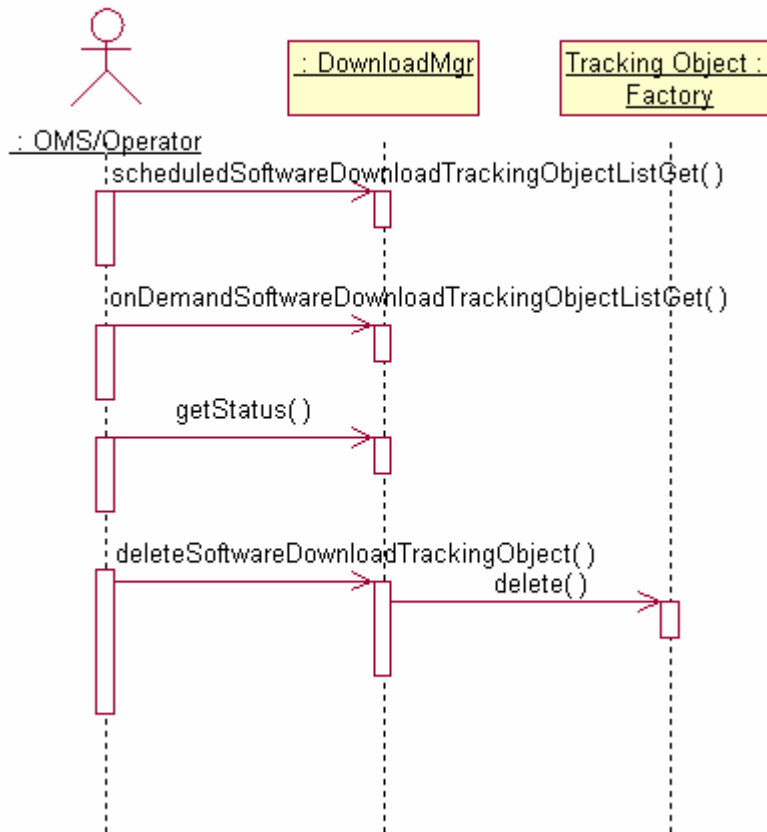 : DownloadMgr
Tracking Object :
Factory
: OMS/Operator
scheduledSoftwareDownloadTrackingObjectListGet( )
onDemandSoftwareDownloadTrackingObjectListGet( )
getStatus( )
deleteSoftwareDownloadTrackingObject( )
delete( )